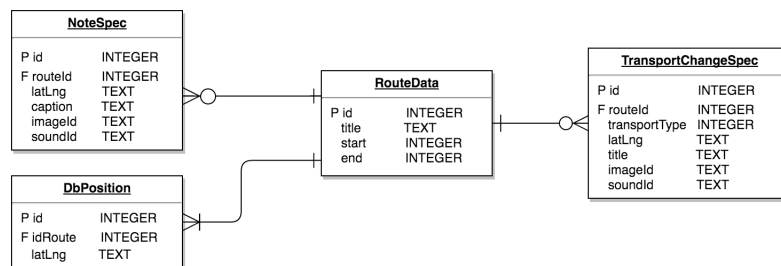 NoteSpec
P id INTEGER
F routeId INTEGER
latLng TEXT
caption TEXT
imageId TEXT
soundId TEXT
DbPosition
P id INTEGER
F idRoute INTEGER
latLng TEXT
RouteData
P id INTEGER
title TEXT
start INTEGER
end INTEGER
TransportChangeSpec
P id INTEGER
F routeId INTEGER
transportType INTEGER
latLng TEXT
title TEXT
imageId TEXT
soundId TEXT